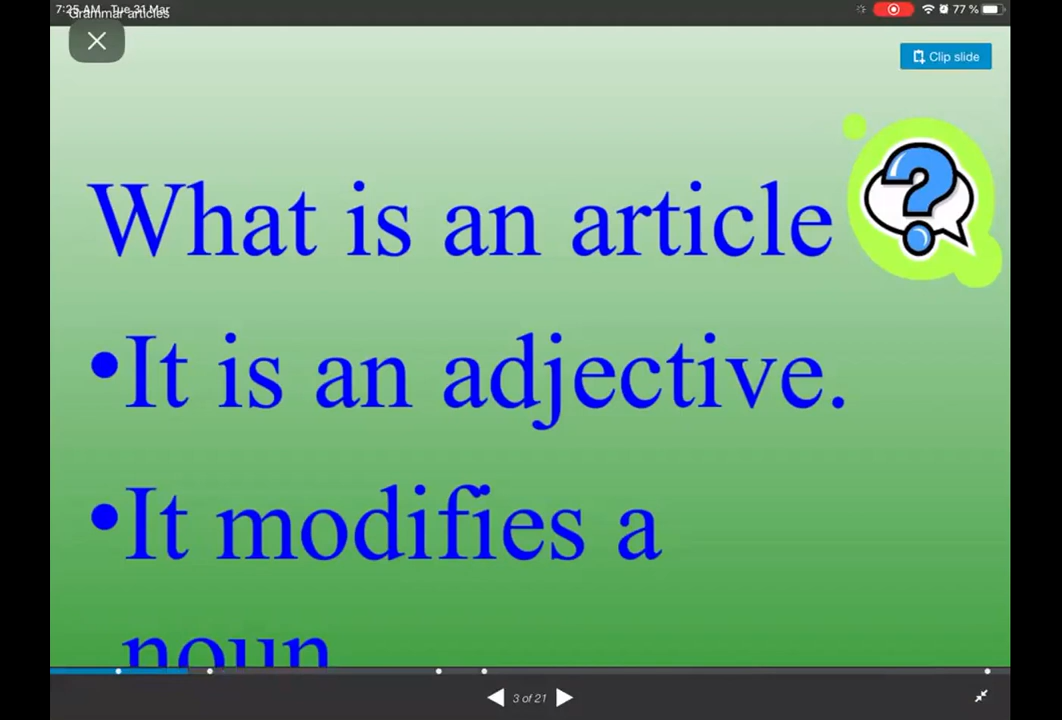 7:25 AM Tue 31 Mar
Grammar articles
77 %
Clip slide
What is an article
?
•It is an adjective.
•It modifies a
noun
3 of 21